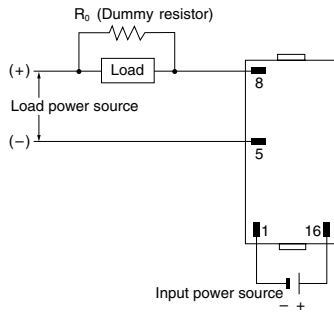 R₀ (Dummy resistor)
(+)
Load
8
Load power source
(−)
5
1
16
Input power source
− +